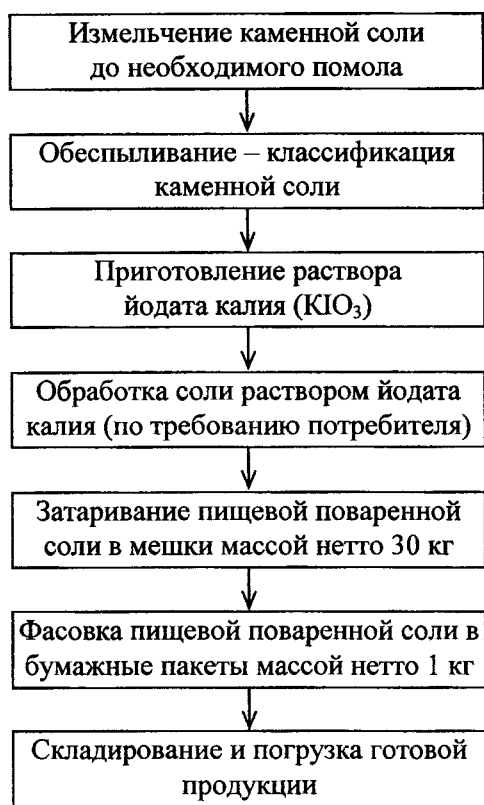 Измельчение каменной соли
до необходимого помола
Обеспыливание – классификация
каменной соли
Приготовление раствора
йодата калия (KIO₃)
Обработка соли раствором йодата
калия (по требованию потребителя)
Затаривание пищевой поваренной
соли в мешки массой нетто 30 кг
Фасовка пищевой поваренной соли в
бумажные пакеты массой нетто 1 кг
Складирование и погрузка готовой
продукции